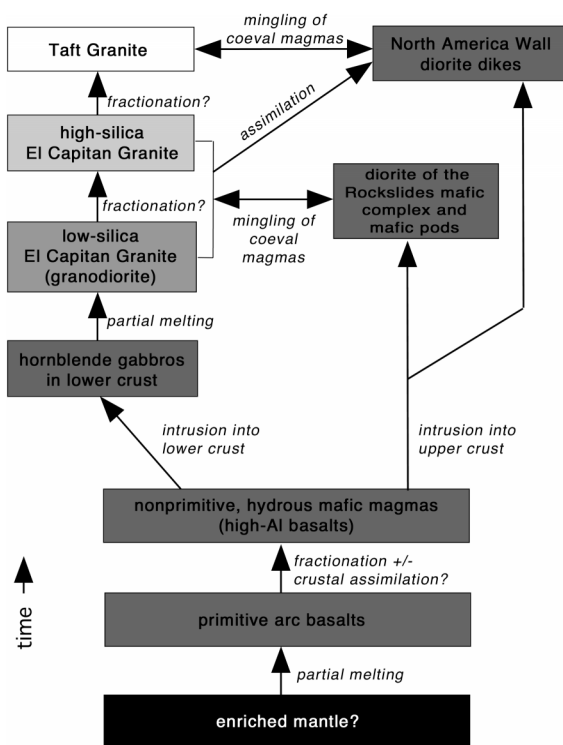 Taft Granite
mingling of
coeval magmas
North America Wall
diorite dikes
fractionation?
assimilation
high-silica
El Capitan Granite
diorite of the
Rockslides mafic
complex and
mafic pods
fractionation?
mingling of
coeval
magmas
low-silica
El Capitan Granite
(granodiorite)
partial melting
hornblende gabbros
in lower crust
intrusion into
lower crust
intrusion into
upper crust
nonprimitive, hydrous mafic magmas
(high-Al basalts)
fractionation +/-
crustal assimilation?
time
primitive arc basalts
partial melting
enriched mantle?